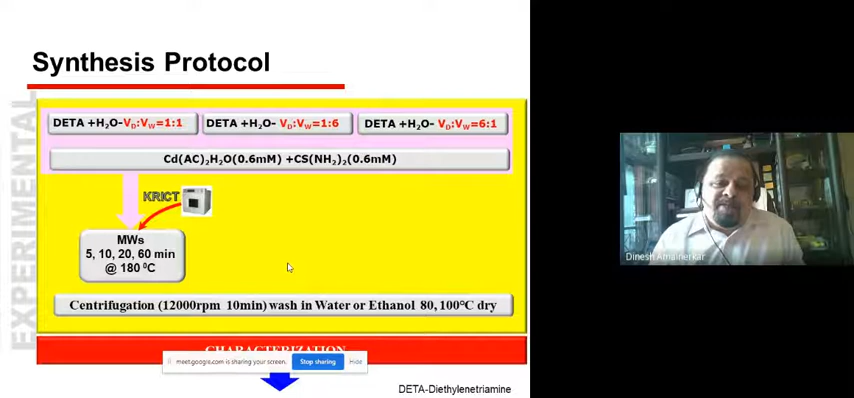 Synthesis Protocol
EXPERIMENTAL
DETA +H₂O-V_D:V_W=1:1
DETA +H₂O- V_D:V_W=1:6
DETA +H₂O- V_D:V_W=6:1
Cd(AC)₂H₂O(0.6mM) +CS(NH₂)₂(0.6mM)
KRICT
MWs
5, 10, 20, 60 min
@ 180 ⁰C
Centrifugation (12000rpm 10min) wash in Water or Ethanol 80, 100°C dry
CHARACTERIZATION
meet.google.com is sharing your screen.
Stop sharing
Hide
DETA-Diethylenetriamine
Dinesh Amalnerkar